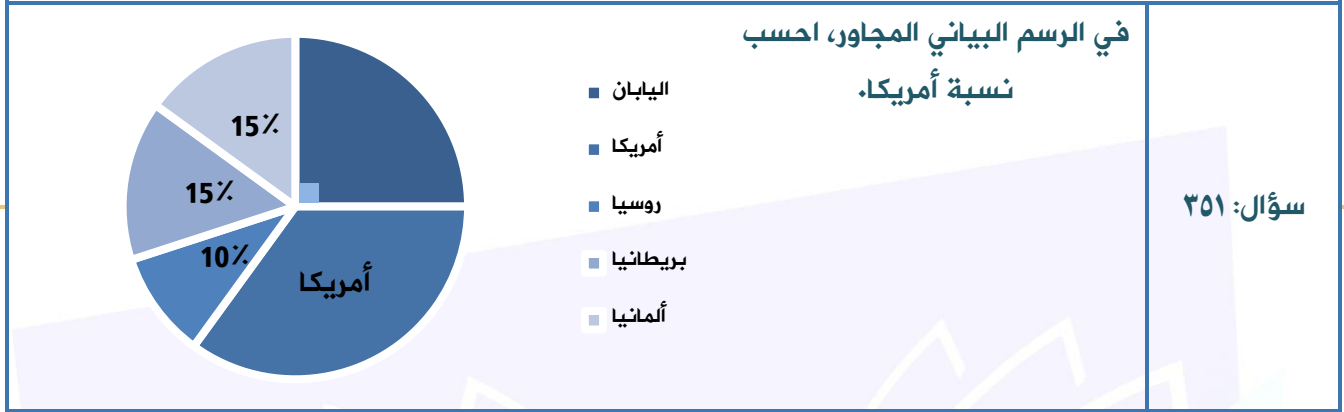 سؤال: ٣٥١
في الرسم البياني المجاور، احسب
نسبة أمريكا.
اليابان
أمريكا
روسيا
بريطانيا
ألمانيا
15٪
15٪
10٪
أمريكا